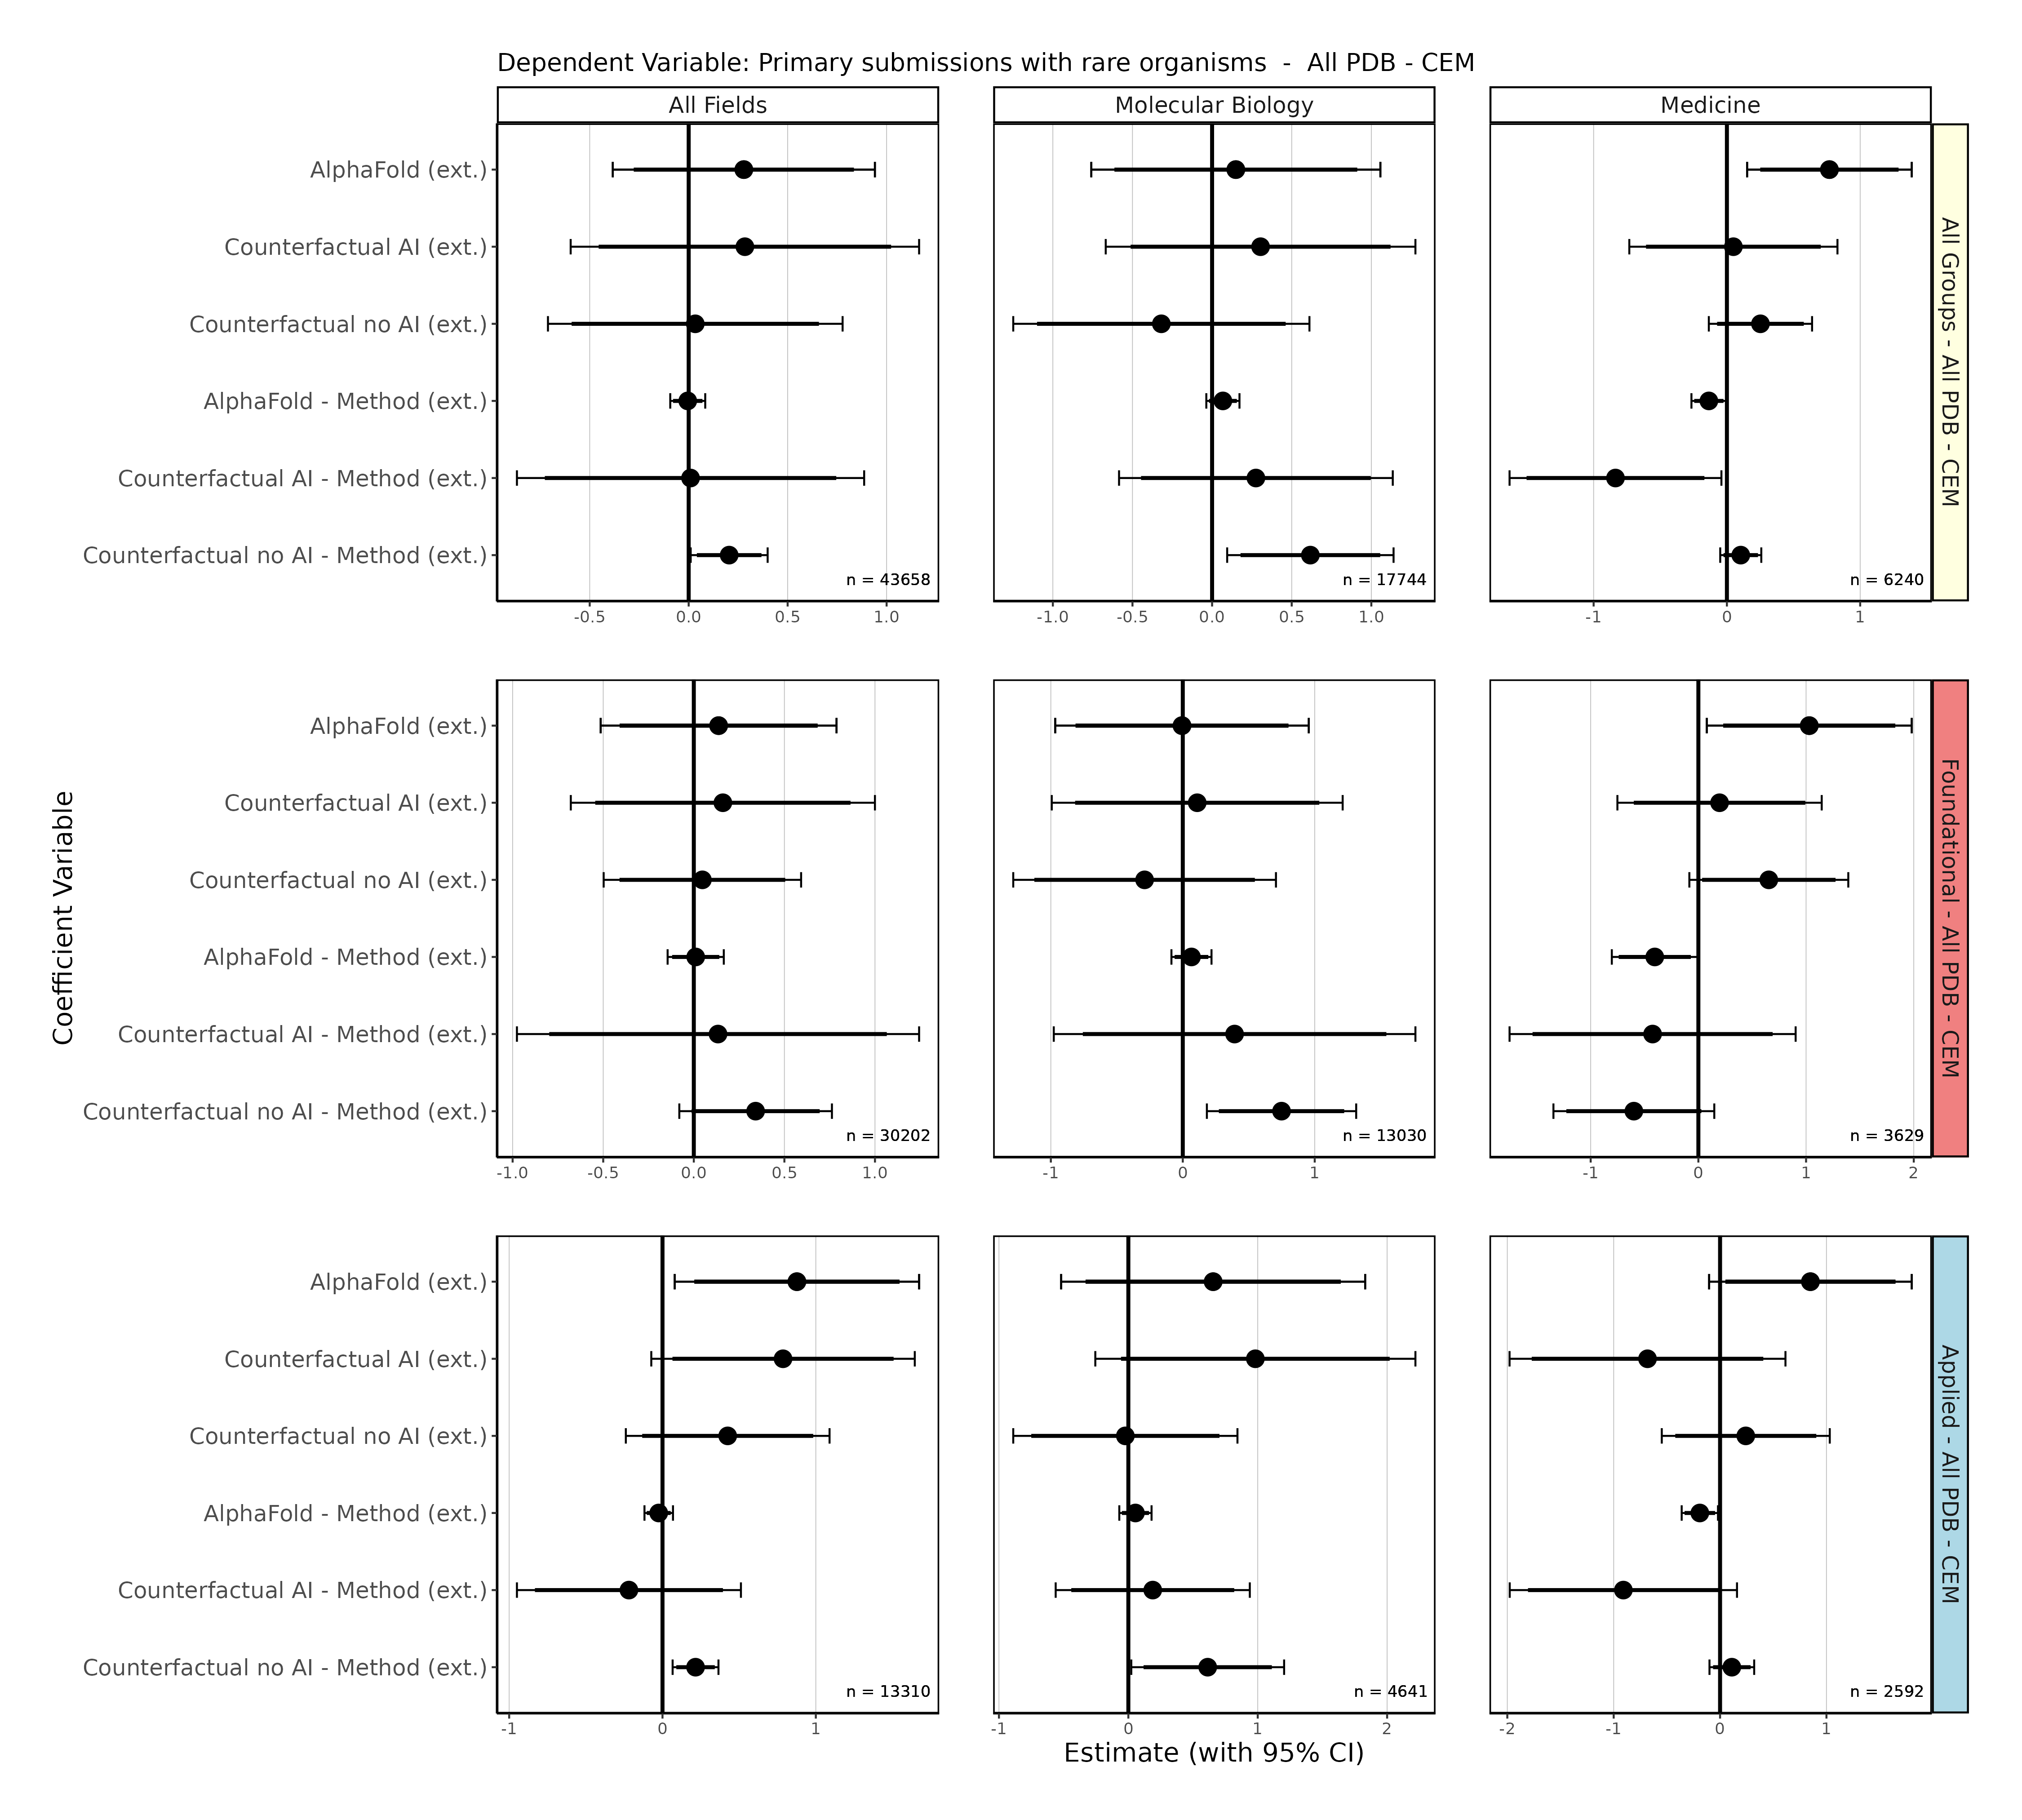 Dependent Variable: Primary submissions with rare organisms - All PDB - CEM
All Fields
Molecular Biology
Medicine
AlphaFold (ext.)
Counterfactual AI (ext.)
Counterfactual no AI (ext.)
AlphaFold - Method (ext.)
Counterfactual AI - Method (ext.)
Counterfactual no AI - Method (ext.)
n = 43658
n = 17744
n = 6240
-0.5 0.0 0.5 1.0
-1.0 -0.5 0.0 0.5 1.0
-1 0 1
All Groups - All PDB - CEM
Coefficient Variable
AlphaFold (ext.)
Counterfactual AI (ext.)
Counterfactual no AI (ext.)
AlphaFold - Method (ext.)
Counterfactual AI - Method (ext.)
Counterfactual no AI - Method (ext.)
n = 30202
n = 13030
n = 3629
-1.0 -0.5 0.0 0.5 1.0
-1 0 1
-1 0 1 2
Foundational - All PDB - CEM
AlphaFold (ext.)
Counterfactual AI (ext.)
Counterfactual no AI (ext.)
AlphaFold - Method (ext.)
Counterfactual AI - Method (ext.)
Counterfactual no AI - Method (ext.)
n = 13310
n = 4641
n = 2592
-1 0 1
-1 0 1 2
-2 -1 0 1
Applied - All PDB - CEM
Estimate (with 95% CI)